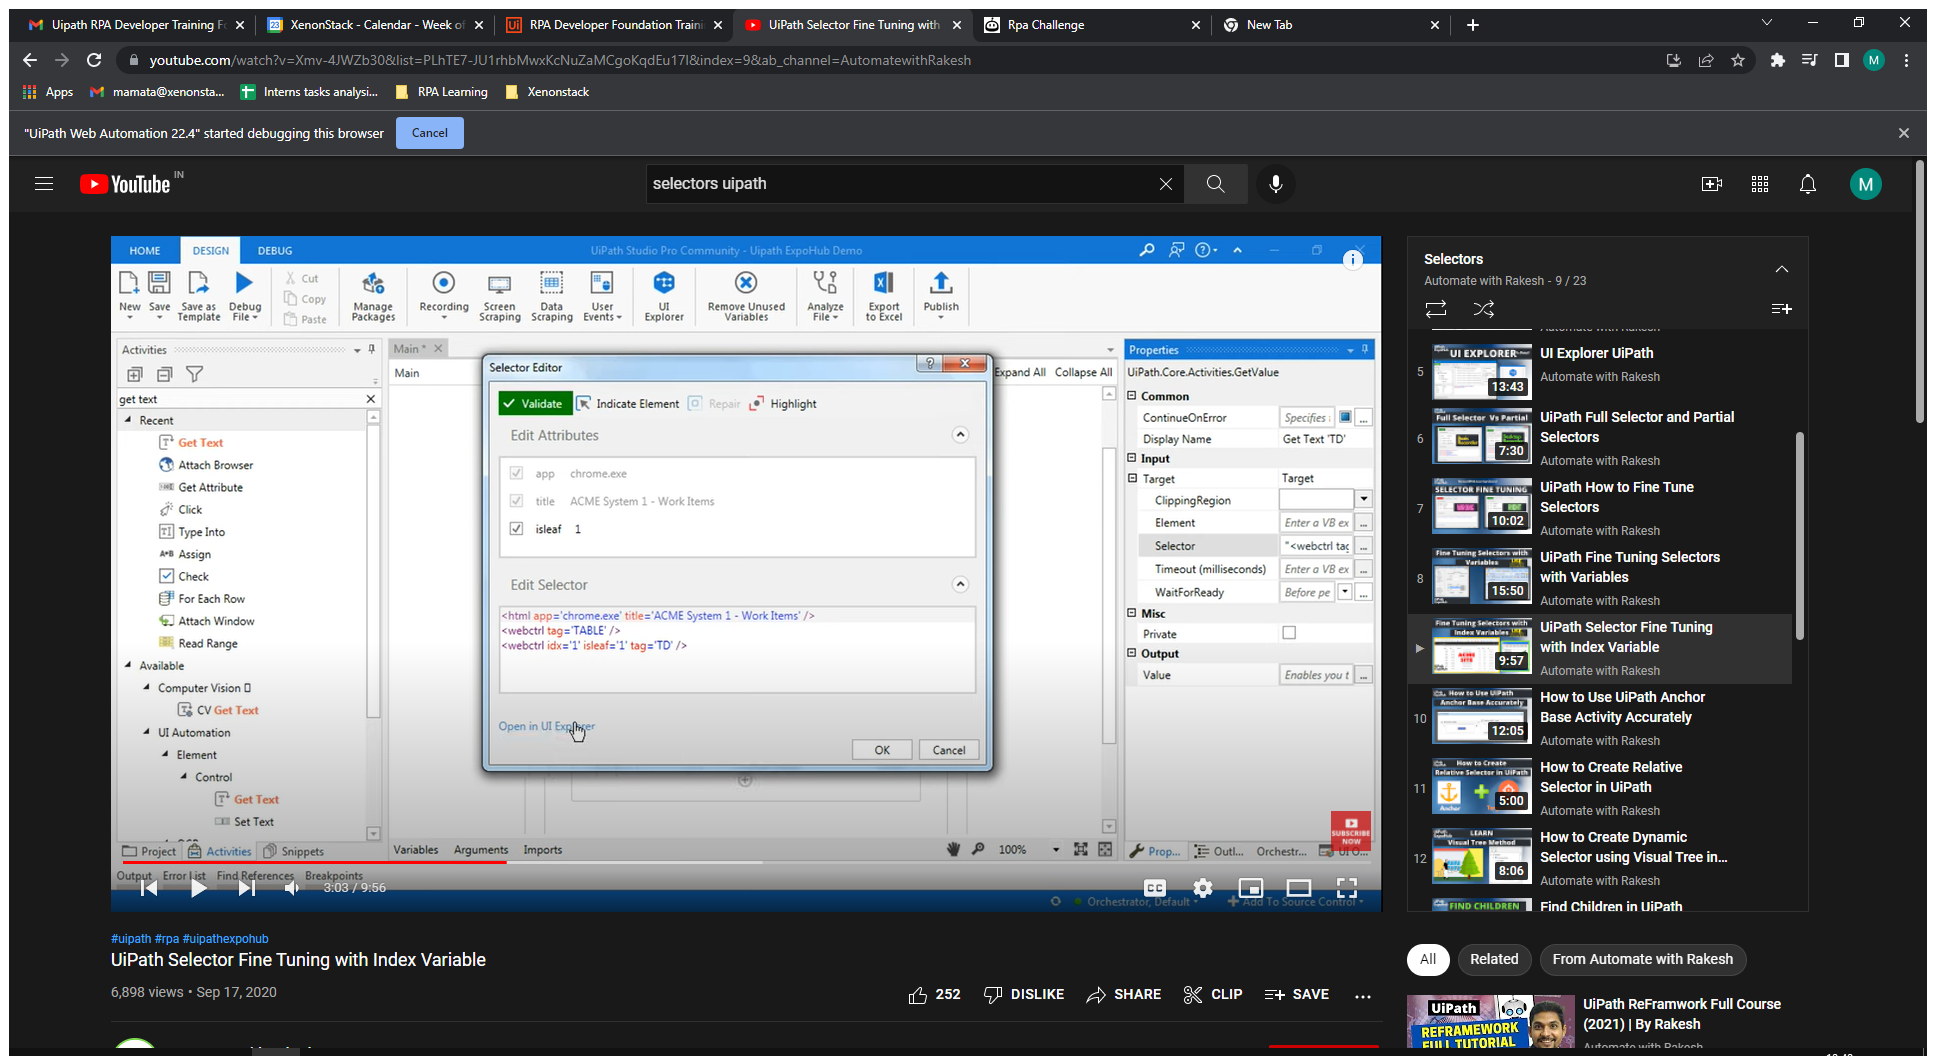 Uipath RPA Developer Training F
XenonStack - Calendar - Week of
RPA Developer Foundation Traini
UiPath Selector Fine Tuning with
Rpa Challenge
New Tab
youtube.com/watch?v=Xmv-4JWZb30&list=PLhTE7-JU1rhbMwxKcNuZaMCgoKqdEu17I&index=9&ab_channel=AutomatewithRakesh
M
Apps
mamata@xenonsta...
Interns tasks analysi...
RPA Learning
Xenonstack
"UiPath Web Automation 22.4" started debugging this browser
Cancel
YouTube IN
selectors uipath
M
HOME
DESIGN
DEBUG
UiPath Studio Pro Community - Uipath ExpoHub Demo
New
Save
Save as Template
Debug File
Cut
Copy
Paste
Manage Packages
Recording
Screen Scraping
Data Scraping
User Events
UI Explorer
Remove Unused Variables
Analyze File
Export to Excel
Publish
Activities
get text
Recent
Get Text
Attach Browser
Get Attribute
Click
Type Into
Assign
Check
For Each Row
Attach Window
Read Range
Available
Computer Vision
CV Get Text
UI Automation
Element
Control
Get Text
Set Text
Project
Activities
Snippets
Output
Error List
Find References
Breakpoints
Main *
Main
Expand All
Collapse All
Selector Editor
Validate
Indicate Element
Repair
Highlight
Edit Attributes
app chrome.exe
title ACME System 1 - Work Items
isleaf 1
Edit Selector
<html app='chrome.exe' title='ACME System 1 - Work Items' />
<webctrl tag='TABLE' />
<webctrl idx='1' isleaf='1' tag='TD' />
Open in UI Explorer
OK
Cancel
Variables
Arguments
Imports
100%
Properties
UiPath.Core.Activities.GetValue
Common
ContinueOnError Specifies i ...
Display Name Get Text 'TD'
Input
Target Target
ClippingRegion
Element Enter a VB ex ...
Selector "<webctrl tag ...
Timeout (milliseconds) Enter a VB ex ...
WaitForReady Before pe ...
Misc
Private
Output
Value Enables you t ...
SUBSCRIBE
NOW
Prop...
Outl...
Orchestr...
UI O...
3:03 / 9:56
CC
Orchestrator, Default
Add To Source Control
#uipath #rpa #uipathexpohub
UiPath Selector Fine Tuning with Index Variable
6,898 views • Sep 17, 2020
252
DISLIKE
SHARE
CLIP
SAVE
Selectors
Automate with Rakesh - 9 / 23
5
UI EXPLORER
13:43
UI Explorer UiPath
Automate with Rakesh
6
Full Selector Vs Partial
7:30
UiPath Full Selector and Partial
Selectors
Automate with Rakesh
7
SELECTOR FINE TUNING
10:02
UiPath How to Fine Tune
Selectors
Automate with Rakesh
8
Fine Tuning Selectors with
Variables
15:50
UiPath Fine Tuning Selectors
with Variables
Automate with Rakesh
Fine Tuning Selectors with
Index Variables
9:57
UiPath Selector Fine Tuning
with Index Variable
Automate with Rakesh
10
How to Use UiPath
Anchor Base Accurately
12:05
How to Use UiPath Anchor
Base Activity Accurately
Automate with Rakesh
11
How to Create
Relative Selector in UiPath
Anchor
5:00
How to Create Relative
Selector in UiPath
Automate with Rakesh
12
LEARN
Visual Tree Method
8:06
How to Create Dynamic
Selector using Visual Tree in...
Automate with Rakesh
FIND CHILDREN
Find Children in UiPath
All
Related
From Automate with Rakesh
UiPath
REFRAMEWORK
FULL TUTORIAL
UiPath ReFramwork Full Course
(2021) | By Rakesh
Automate with Rakesh